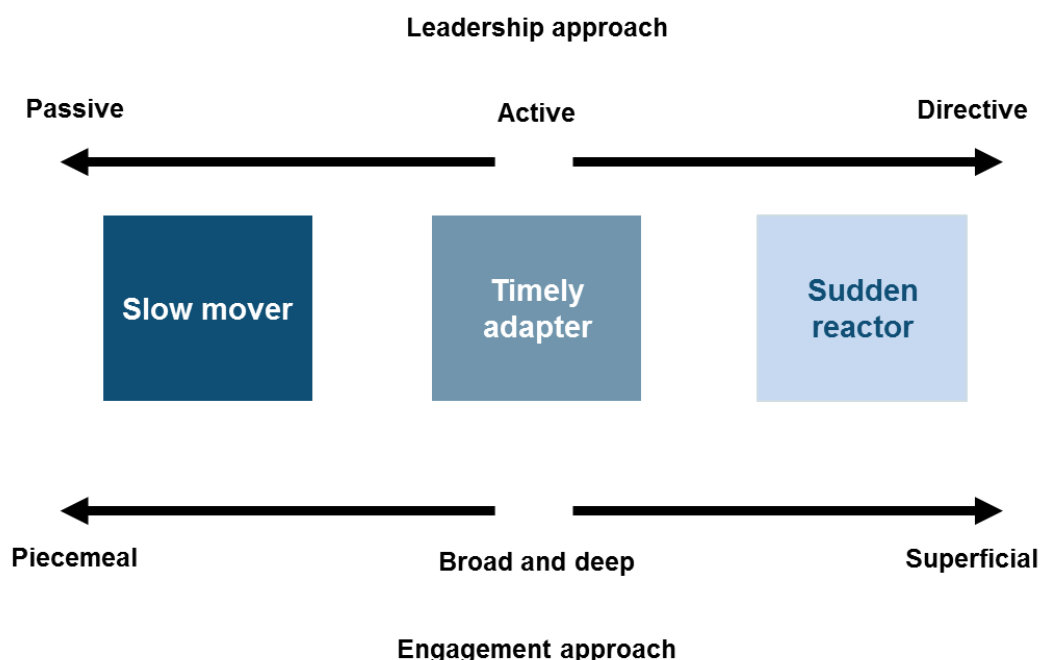 Leadership approach
Passive
Active
Directive
Slow mover
Timely
adapter
Sudden
reactor
Piecemeal
Broad and deep
Superficial
Engagement approach